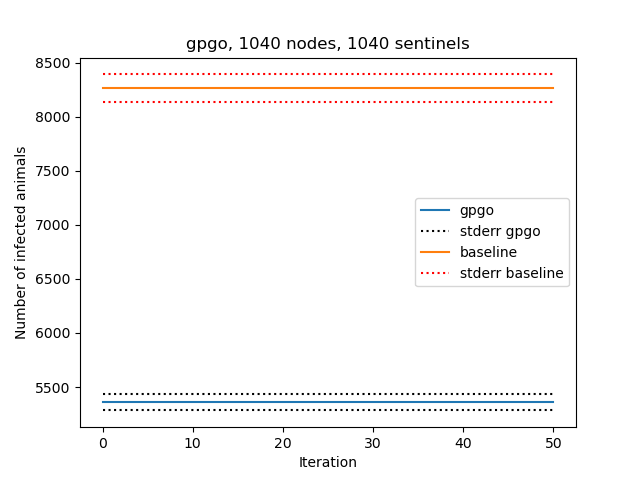 gpgo, 1040 nodes, 1040 sentinels
8500
8000
7500
7000
6500
6000
5500
Number of infected animals
gpgo
stderr gpgo
baseline
stderr baseline
0 10 20 30 40 50
Iteration